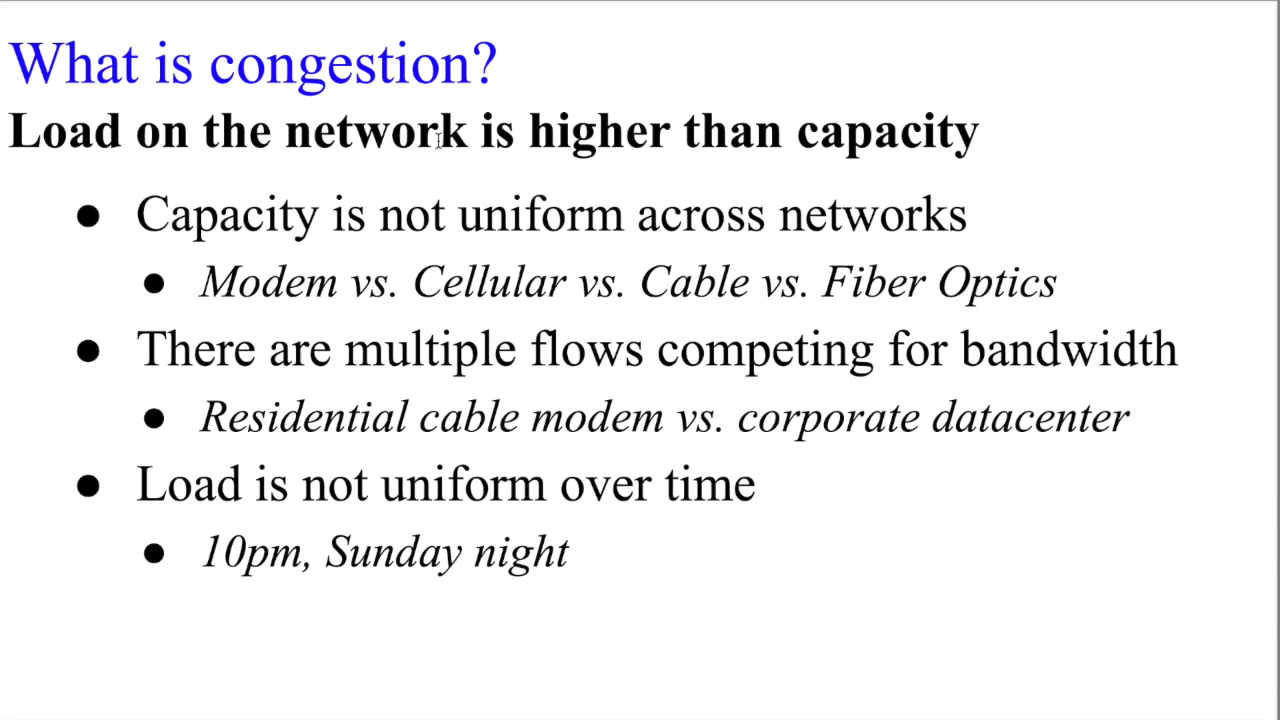 What is congestion?
Load on the network is higher than capacity
● Capacity is not uniform across networks
● Modem vs. Cellular vs. Cable vs. Fiber Optics
● There are multiple flows competing for bandwidth
● Residential cable modem vs. corporate datacenter
● Load is not uniform over time
● 10pm, Sunday night